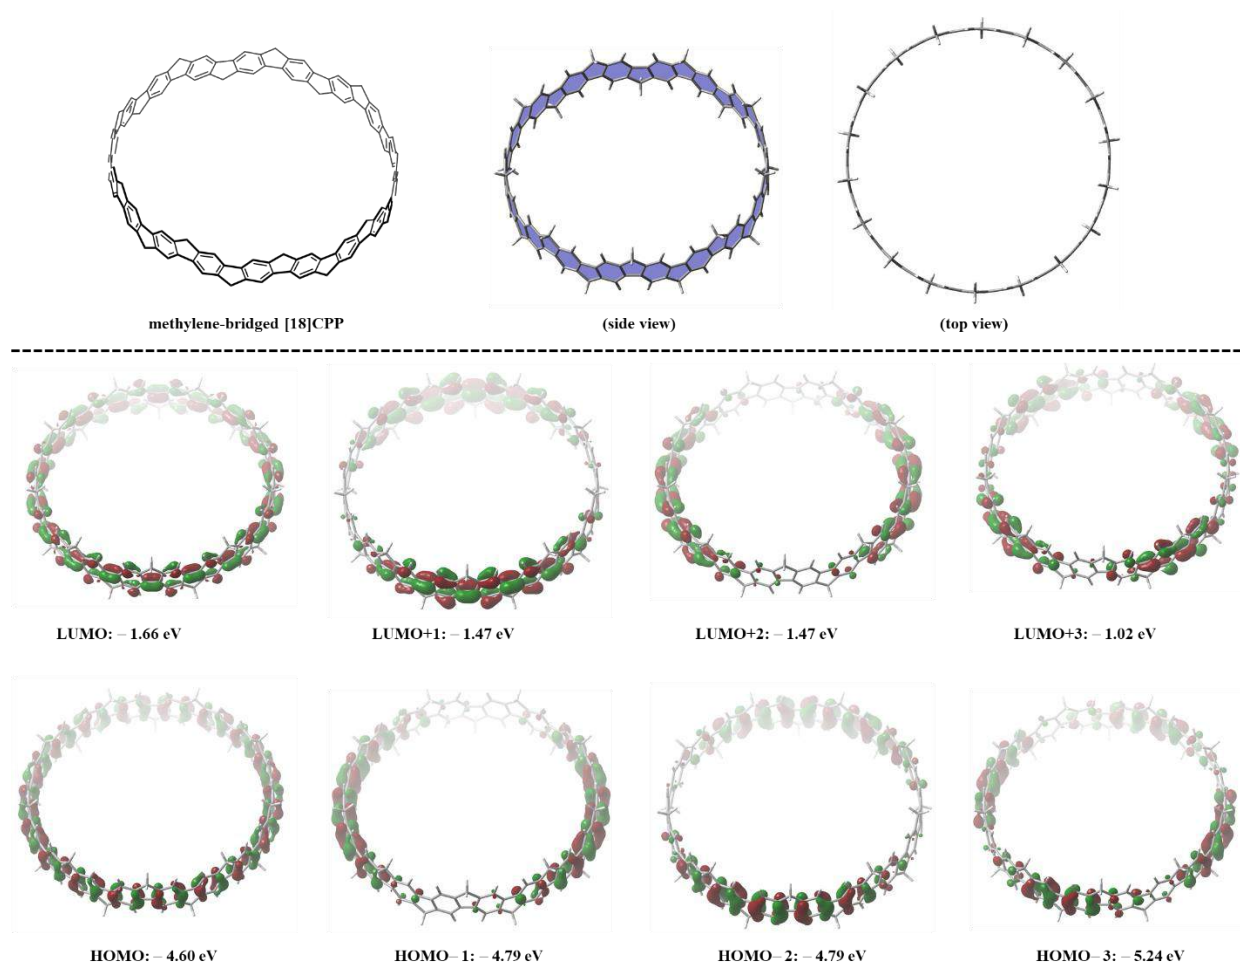 methylene-bridged [18]CPP
(side view)
(top view)
LUMO: – 1.66 eV
LUMO+1: – 1.47 eV
LUMO+2: – 1.47 eV
LUMO+3: – 1.02 eV
HOMO: – 4.60 eV
HOMO– 1: – 4.79 eV
HOMO– 2: – 4.79 eV
HOMO– 3: – 5.24 eV